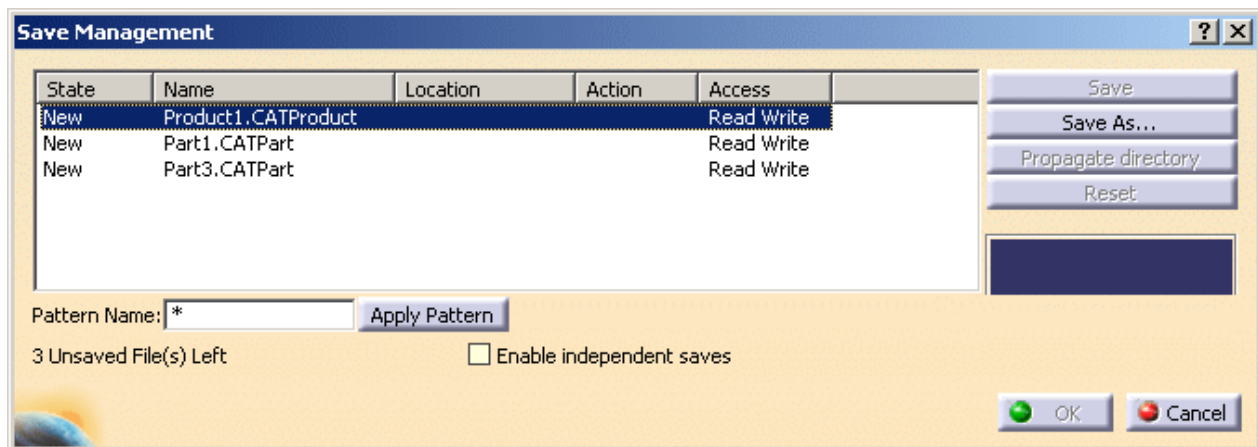 Save Management
State Name Location Action Access
New Product1.CATProduct Read Write
New Part1.CATPart Read Write
New Part3.CATPart Read Write
Save
Save As...
Propagate directory
Reset
Pattern Name: * Apply Pattern
3 Unsaved File(s) Left Enable independent saves
OK Cancel